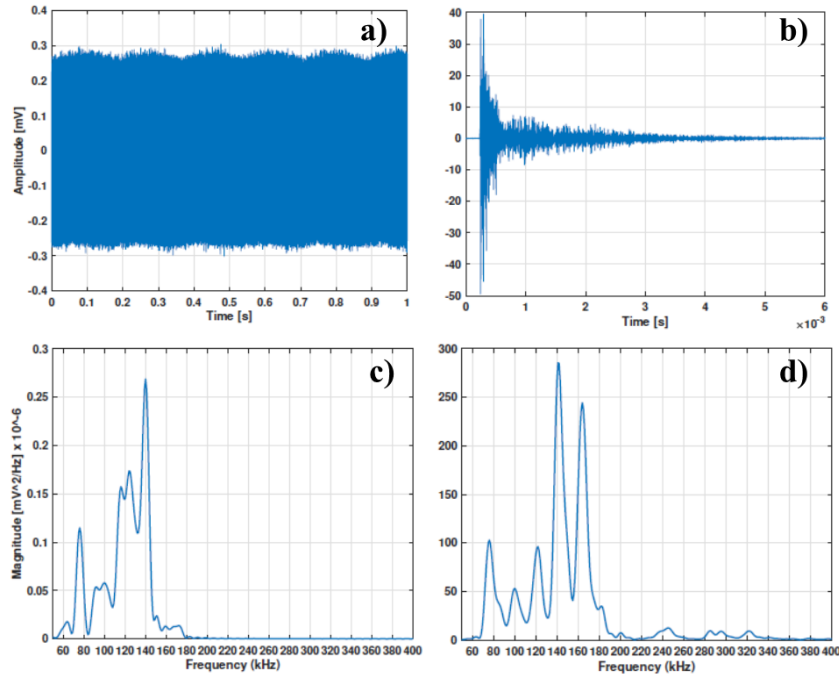 a)
0.4
0.3
0.2
0.1
0
-0.1
-0.2
-0.3
-0.4
Amplitude [mV]
0 0.1 0.2 0.3 0.4 0.5 0.6 0.7 0.8 0.9 1
Time [s]
b)
40
30
20
10
0
-10
-20
-30
-40
-50
0 1 2 3 4 5 6
Time [s]
×10^-3
c)
0.3
0.25
0.2
0.15
0.1
0.05
0
Magnitude [mV^2/Hz] x 10^-6
60 80 100 120 140 160 180 200 220 240 260 280 300 320 340 360 380 400
Frequency (kHz)
d)
300
250
200
150
100
50
0
60 80 100 120 140 160 180 200 220 240 260 280 300 320 340 360 380 400
Frequency (kHz)